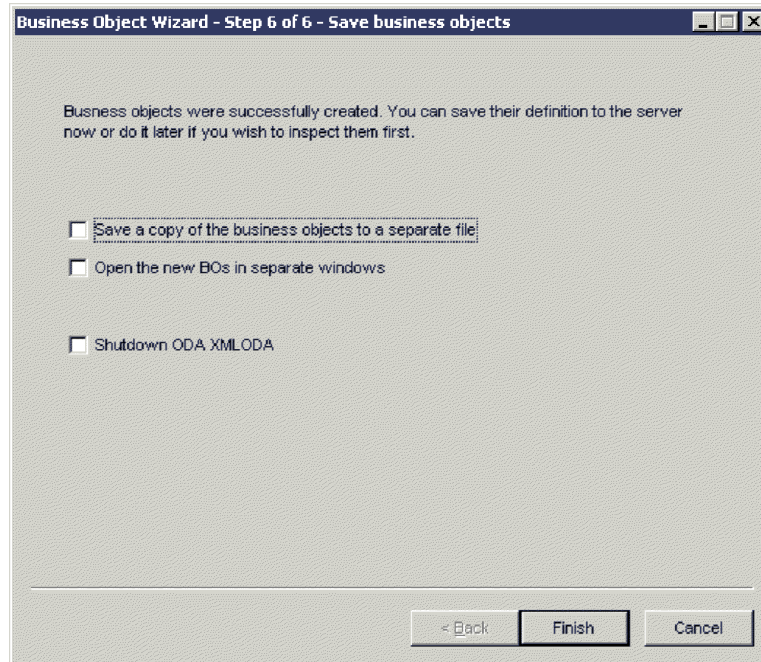 Business Object Wizard - Step 6 of 6 - Save business objects
Busness objects were successfully created. You can save their definition to the server
now or do it later if you wish to inspect them first.
Save a copy of the business objects to a separate file
Open the new BOs in separate windows
Shutdown ODA XMLODA
< Back
Finish
Cancel